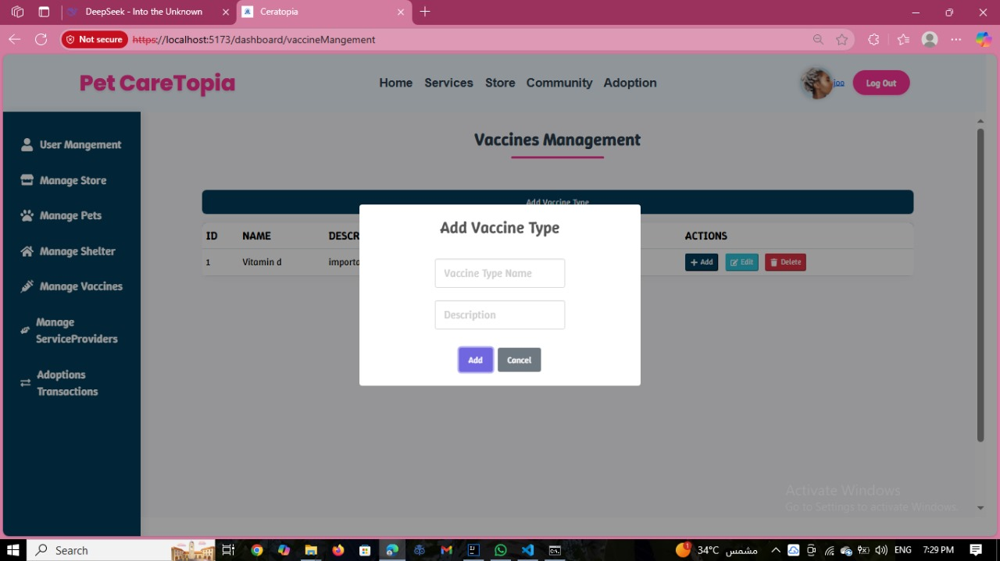 DeepSeek - Into the Unknown
Ceratopia
Not secure
https://localhost:5173/dashboard/vaccineMangement
Pet CareTopia
Home Services Store Community Adoption
joo
Log Out
User Mangement
Manage Store
Manage Pets
Manage Shelter
Manage Vaccines
Manage
ServiceProviders
Adoptions
Transactions
Vaccines Management
Add Vaccine Type
ID NAME DESCR ACTIONS
1 Vitamin d importa Add Edit Delete
Add Vaccine Type
Vaccine Type Name
Description
Add Cancel
Activate Windows
Go to Settings to activate Windows.
Search
1
34°C مشمس
ENG 7:29 PM